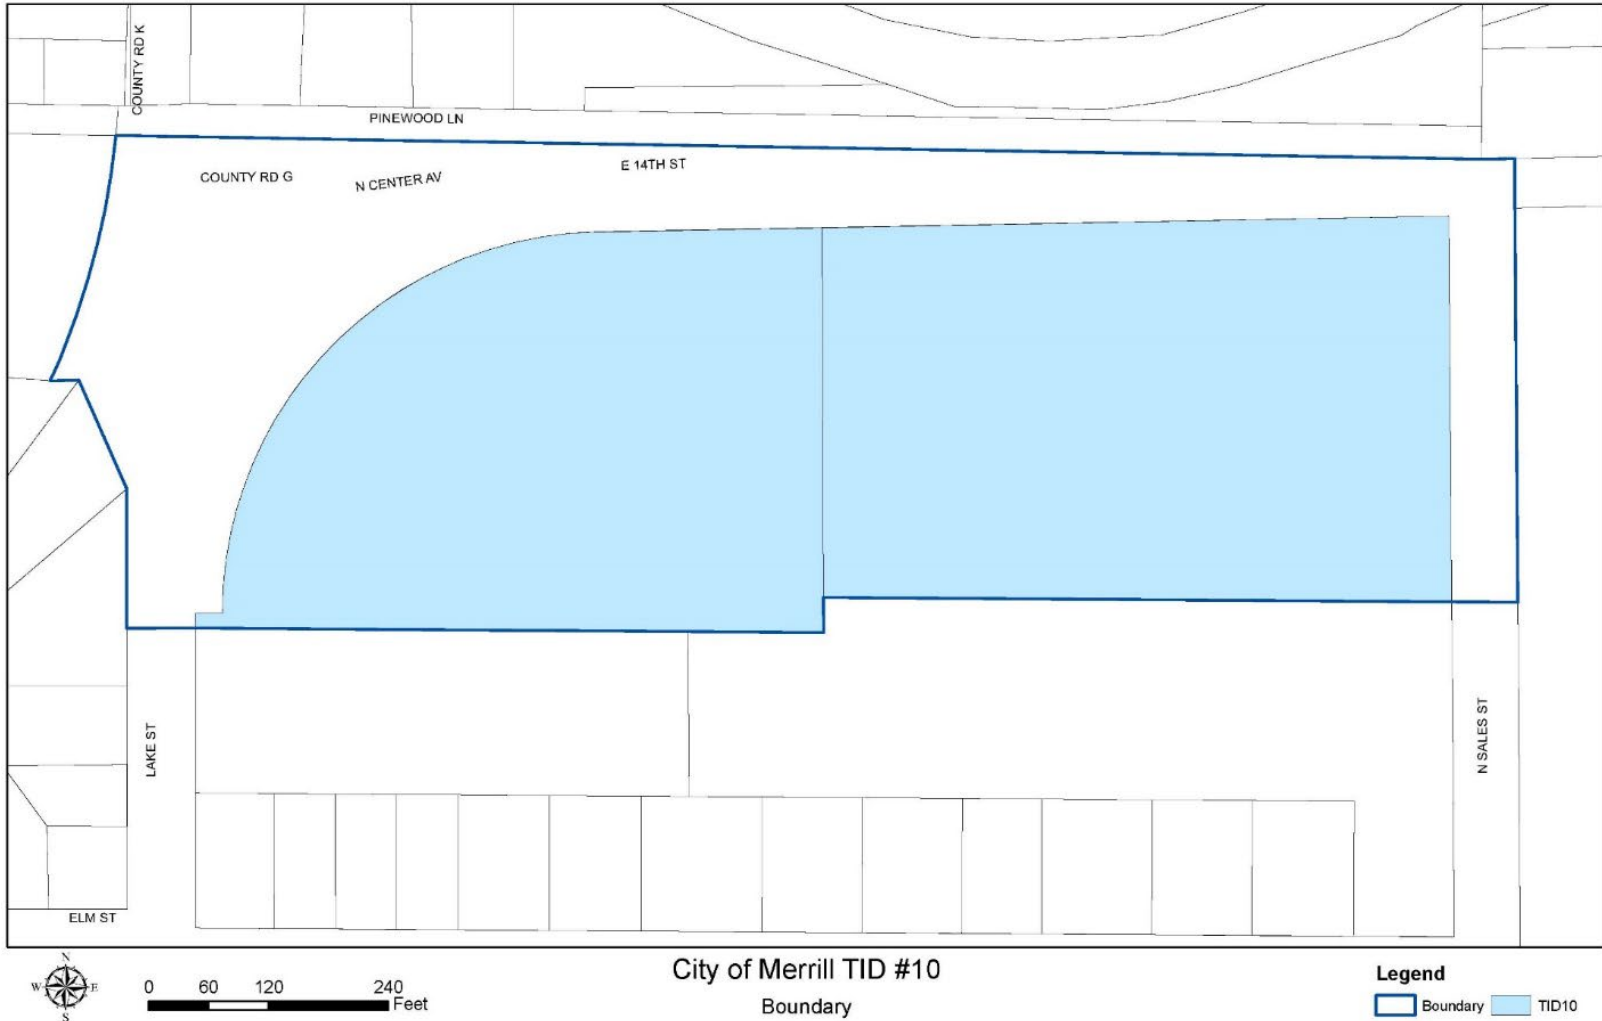 COUNTY RD K
PINEWOOD LN
E 14TH ST
COUNTY RD G
N CENTER AV
LAKE ST
N SALES ST
ELM ST
N
W E
S
0 60 120 240
Feet
City of Merrill TID #10
Boundary
Legend
Boundary TID10